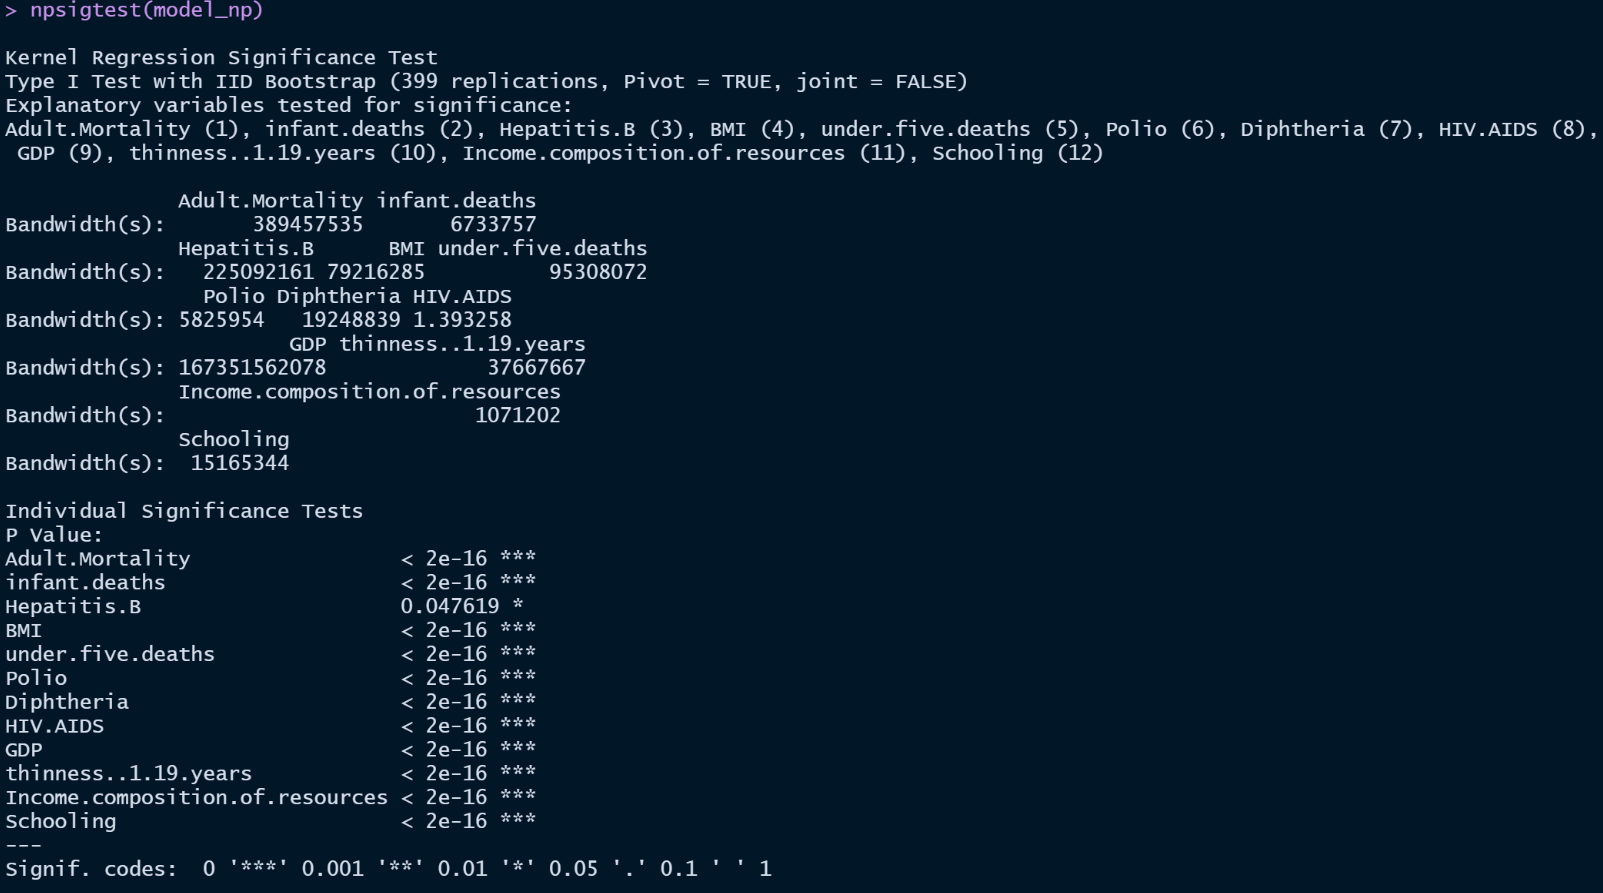 > npsigtest(model_np)
Kernel Regression Significance Test
Type I Test with IID Bootstrap (399 replications, Pivot = TRUE, joint = FALSE)
Explanatory variables tested for significance:
Adult.Mortality (1), infant.deaths (2), Hepatitis.B (3), BMI (4), under.five.deaths (5), Polio (6), Diphtheria (7), HIV.AIDS (8),
 GDP (9), thinness..1.19.years (10), Income.composition.of.resources (11), Schooling (12)
              Adult.Mortality infant.deaths
Bandwidth(s):       389457535       6733757
              Hepatitis.B      BMI under.five.deaths
Bandwidth(s):   225092161 79216285          95308072
                Polio Diphtheria HIV.AIDS
Bandwidth(s): 5825954   19248839 1.393258
                       GDP thinness..1.19.years
Bandwidth(s): 167351562078             37667667
              Income.composition.of.resources
Bandwidth(s):                         1071202
              Schooling
Bandwidth(s):  15165344
Individual Significance Tests
P Value:
Adult.Mortality                 < 2e-16 ***
infant.deaths                   < 2e-16 ***
Hepatitis.B                     0.047619 *
BMI                             < 2e-16 ***
under.five.deaths               < 2e-16 ***
Polio                           < 2e-16 ***
Diphtheria                      < 2e-16 ***
HIV.AIDS                        < 2e-16 ***
GDP                             < 2e-16 ***
thinness..1.19.years            < 2e-16 ***
Income.composition.of.resources < 2e-16 ***
Schooling                       < 2e-16 ***
---
Signif. codes:  0 '***' 0.001 '**' 0.01 '*' 0.05 '.' 0.1 ' ' 1